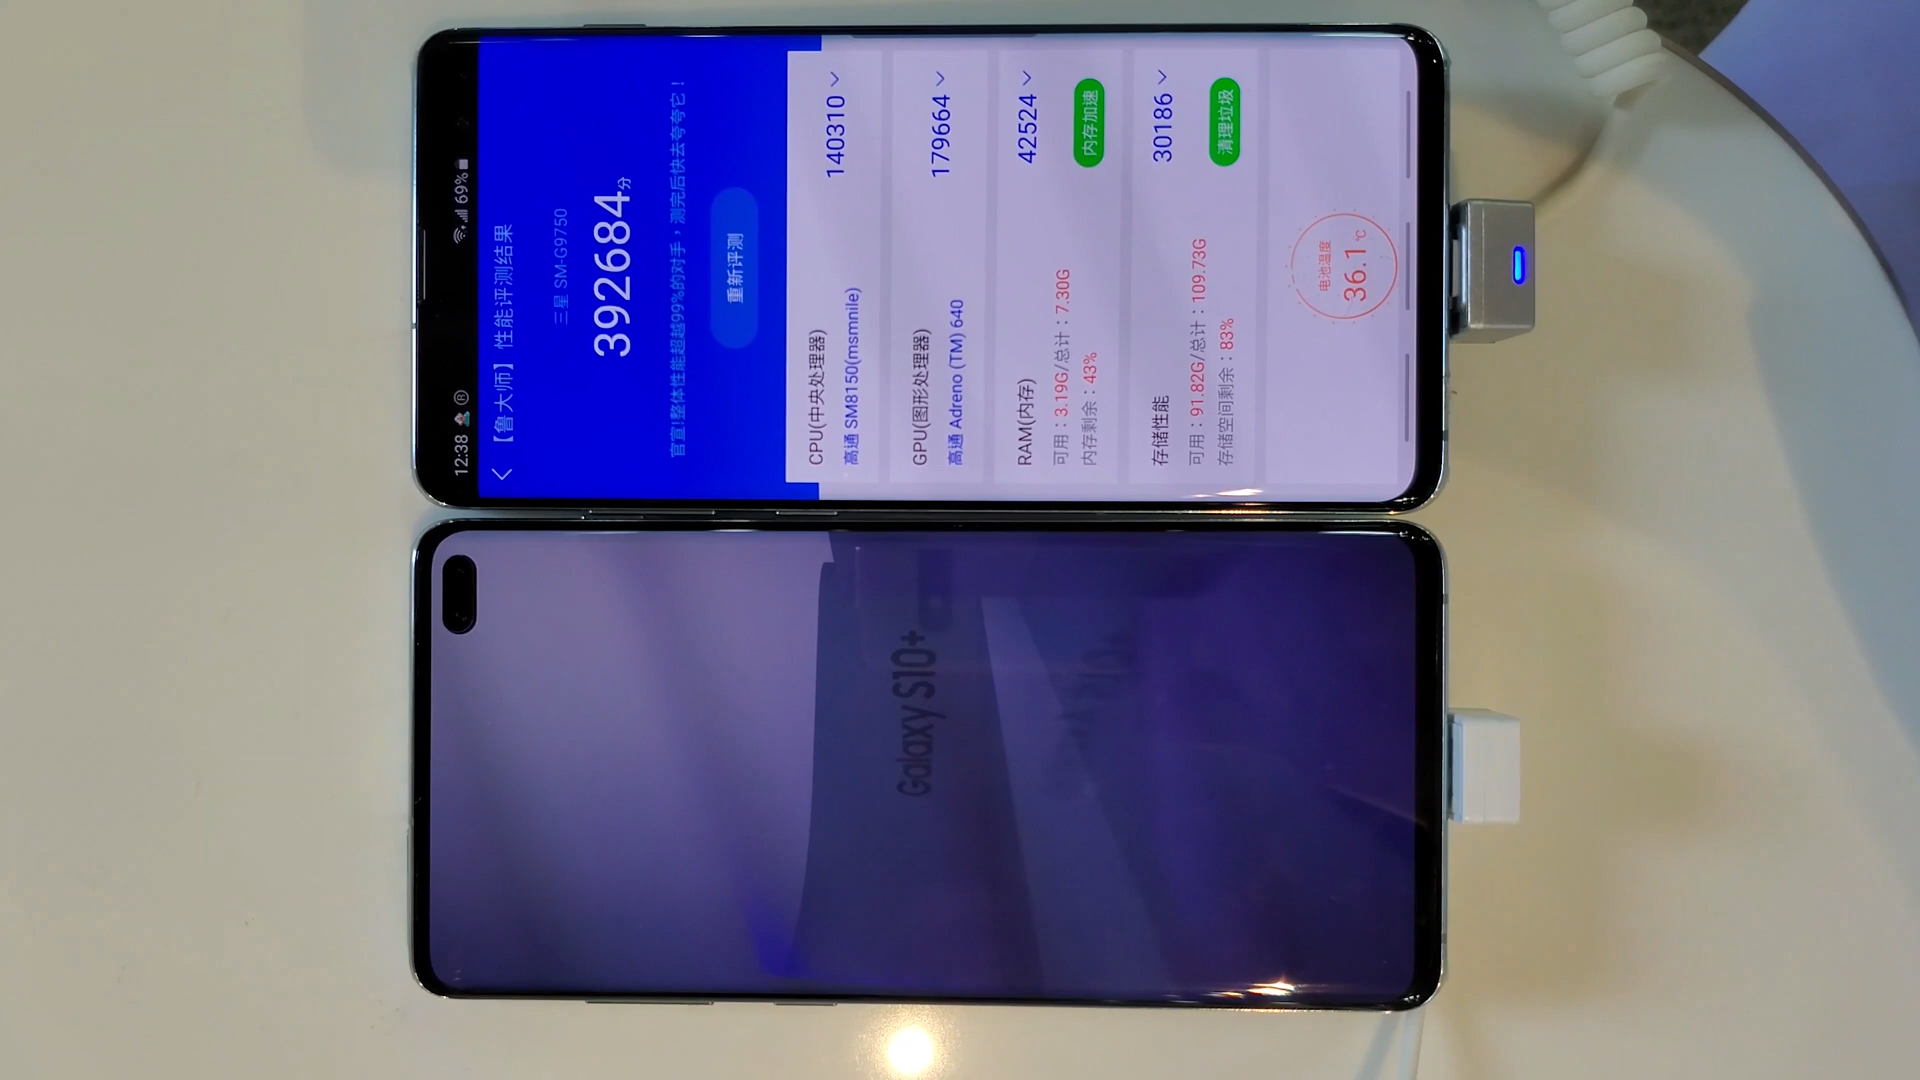 12:38 Ⓡ 69%
【鲁大师】性能评测结果
三星 SM-G9750
392684分
官宣!整体性能超越99%的对手，测完后快去夸夸它！
重新评测
CPU(中央处理器)
高通 SM8150(msmnile)
140310
GPU(图形处理器)
高通 Adreno (TM) 640
179664
RAM(内存)
42524
可用：3.19G/总计：7.30G
内存剩余：43%
内存加速
存储性能
30186
可用：91.82G/总计：109.73G
存储空间剩余：83%
清理垃圾
电池温度
36.1℃
Galaxy S10+